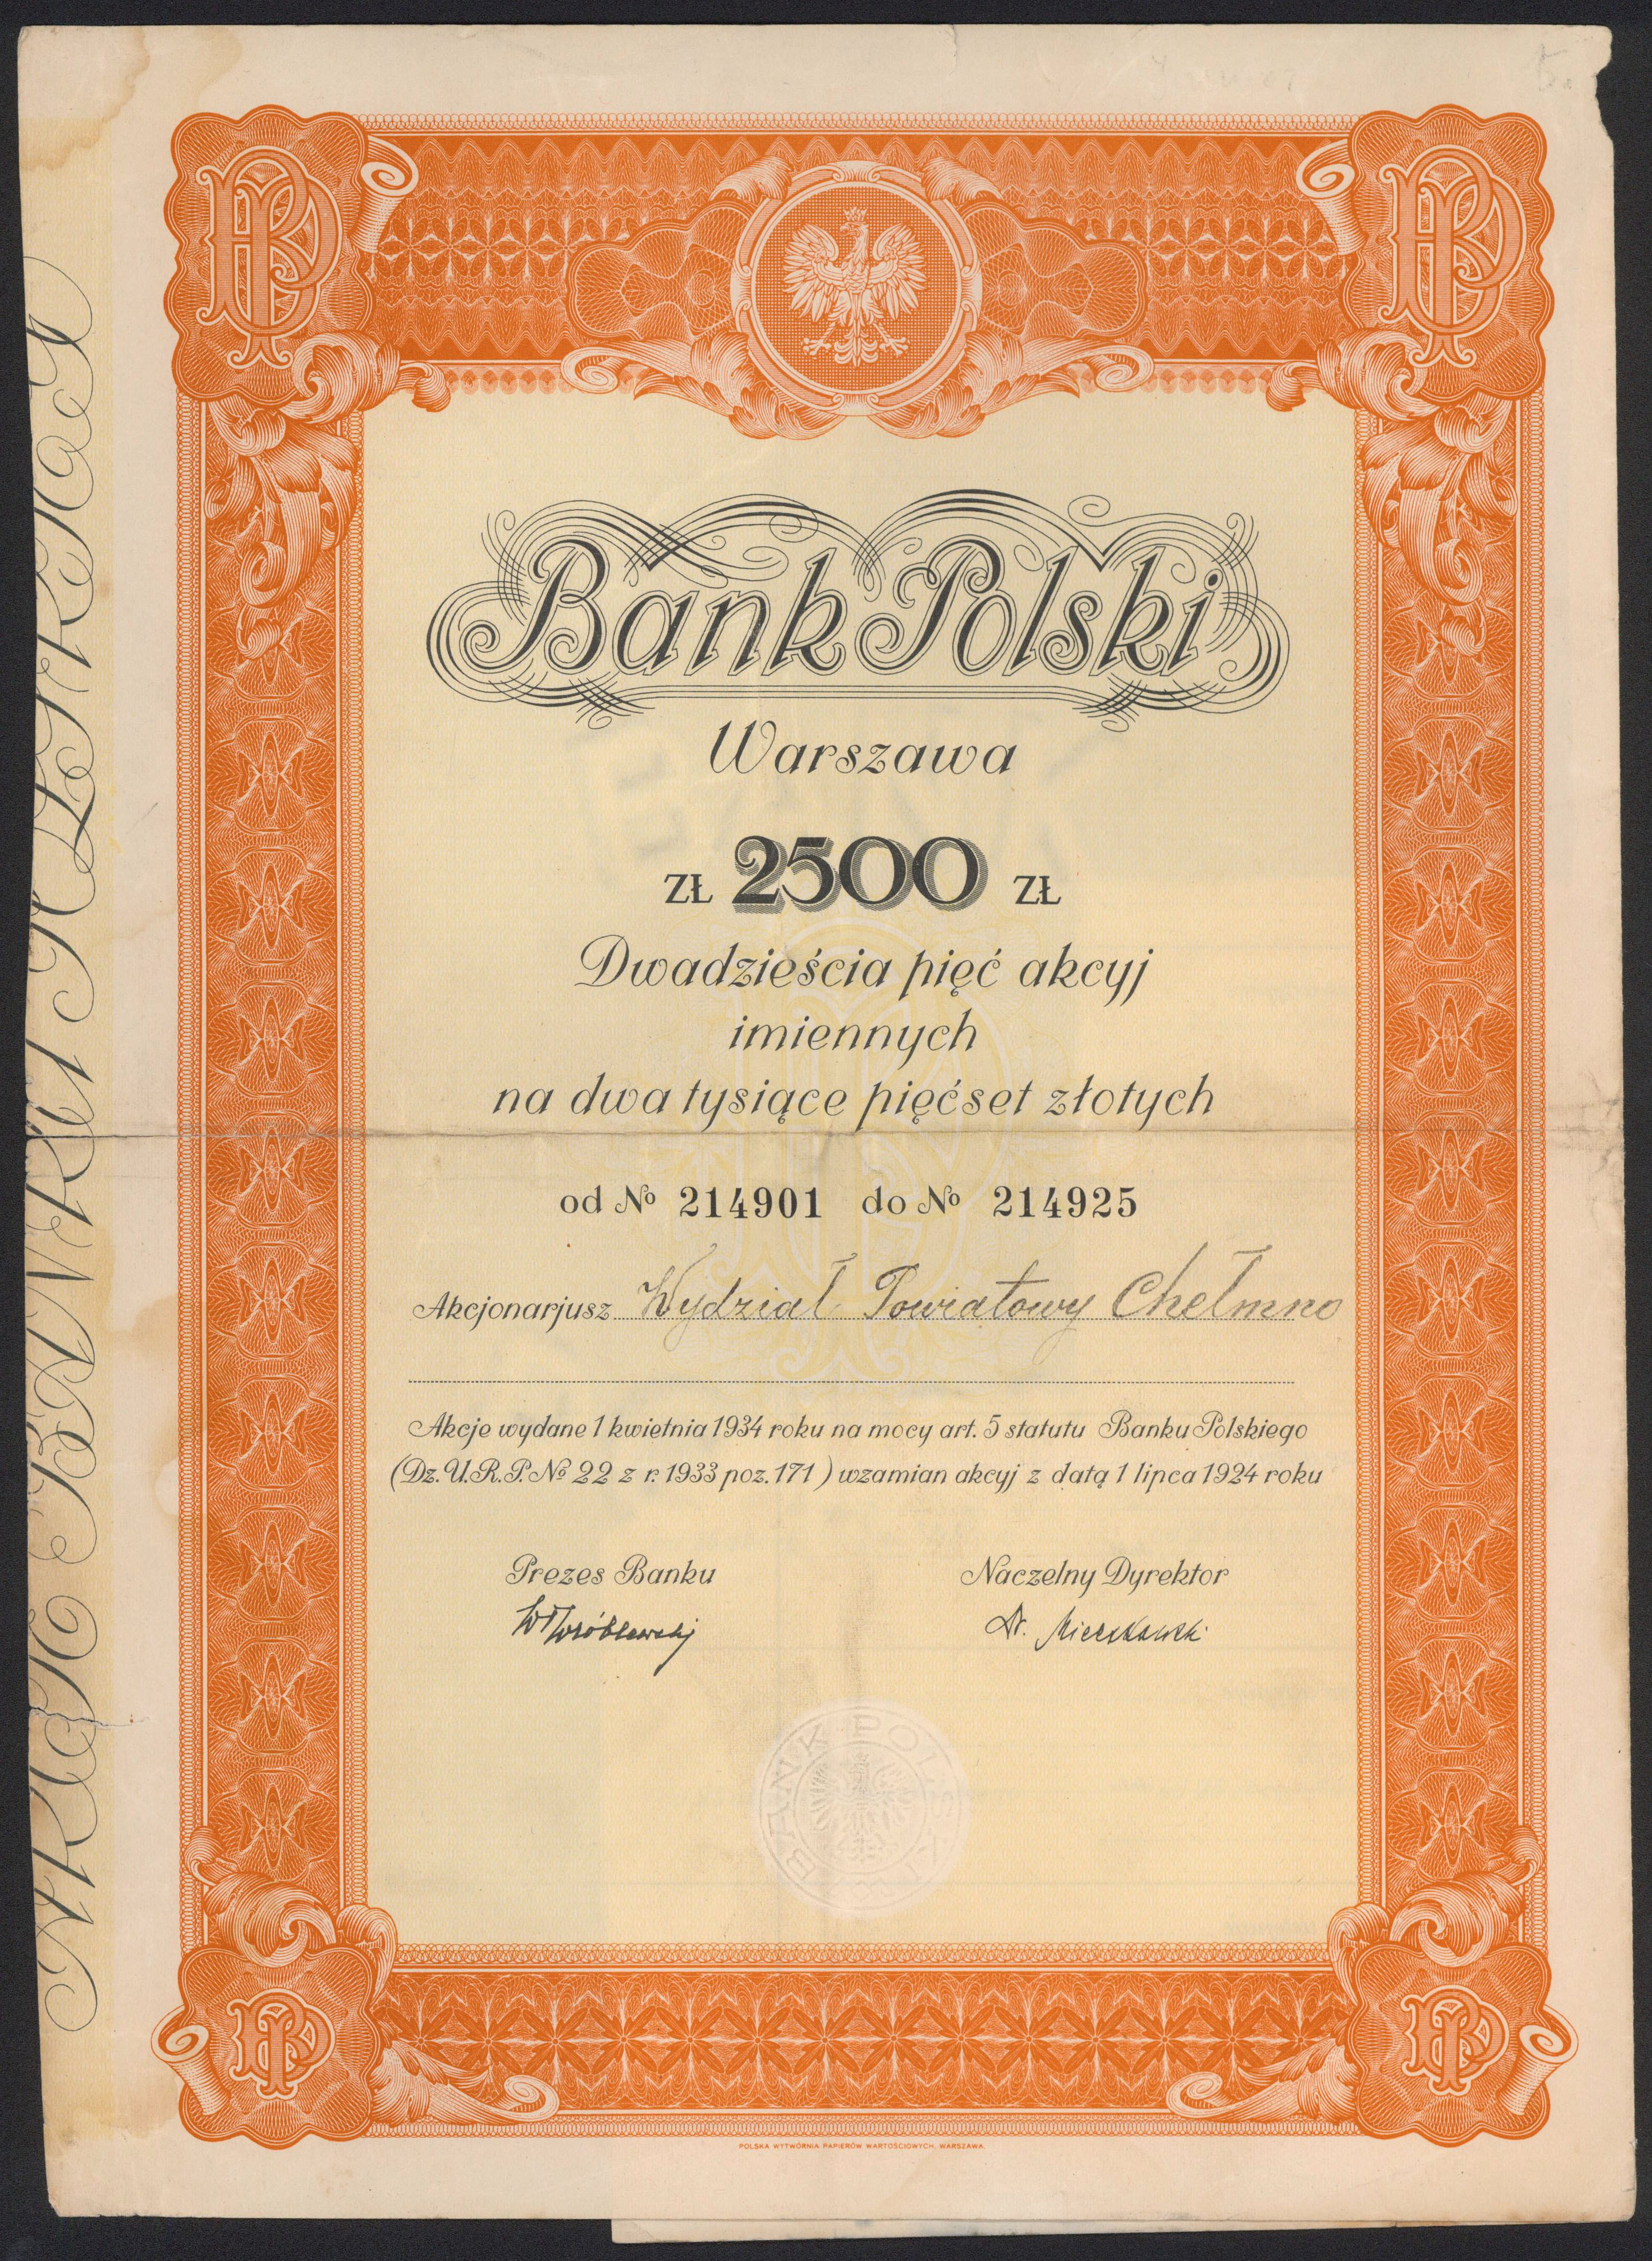 Bank Polski
Warszawa
ZŁ 2500 ZŁ
Dwadzieścia pięć akcyj
imiennych
na dwa tysiące pięćset złotych
od № 214901 do № 214925
Akcjonarjusz Wydział Powiatowy Chełmno
Akcje wydane 1 kwietnia 1934 roku na mocy art. 5 statutu Banku Polskiego
(Dz. U. R. P. № 22 z r. 1933 poz. 171) wzamian akcyj z datą 1 lipca 1924 roku
Prezes Banku Naczelny Dyrektor
WWróblewski Dr. Mieczkowski
BANK POLSKI
POLSKA WYTWÓRNIA PAPIERÓW WARTOŚCIOWYCH, WARSZAWA